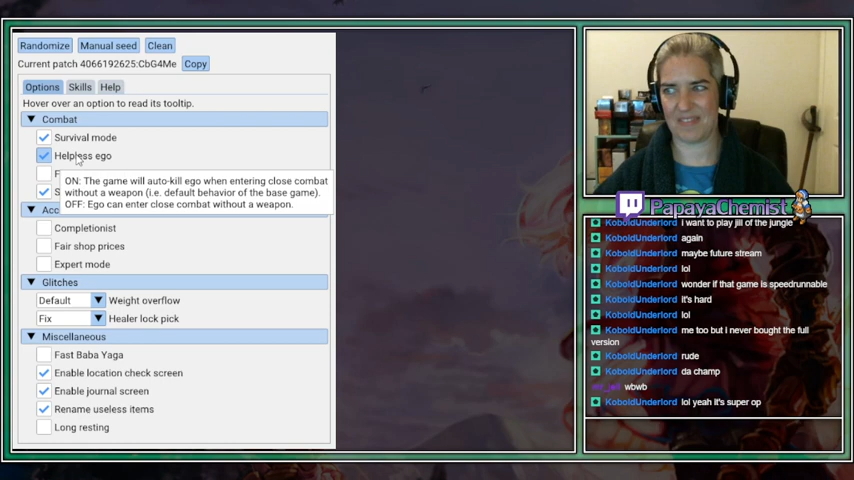 Randomize Manual seed Clean
Current patch 4066192625:CbG4Me Copy
Options Skills Help
Hover over an option to read its tooltip.
Combat
Survival mode
Helpless ego
F
ON: The game will auto-kill ego when entering close combat
without a weapon (i.e. default behavior of the base game).
OFF: Ego can enter close combat without a weapon.
S
Acc
Completionist
Fair shop prices
Expert mode
Glitches
Default Weight overflow
Fix Healer lock pick
Miscellaneous
Fast Baba Yaga
Enable location check screen
Enable journal screen
Rename useless items
Long resting
PapayaChemist
KoboldUnderlord i want to play jill of the jungle
KoboldUnderlord again
KoboldUnderlord maybe future stream
KoboldUnderlord lol
KoboldUnderlord wonder if that game is speedrunnable
KoboldUnderlord it's hard
KoboldUnderlord lol
KoboldUnderlord me too but I never bought the full
version
KoboldUnderlord rude
KoboldUnderlord da champ
wbwb
KoboldUnderlord lol yeah it's super op